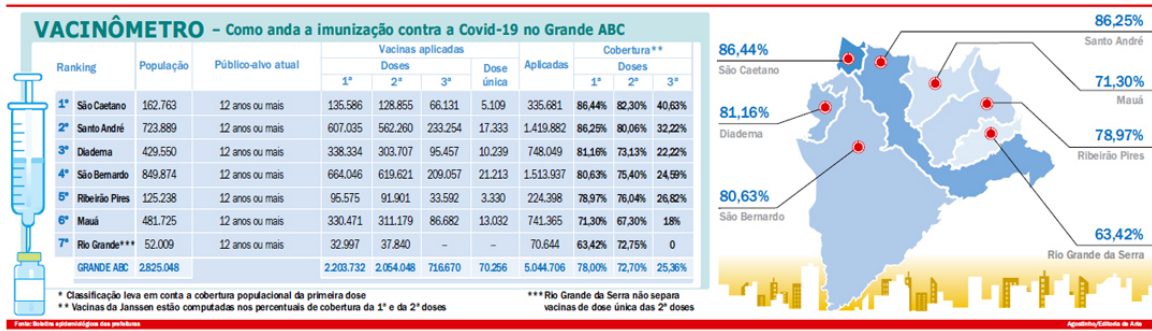 VACINÔMETRO – Como anda a imunização contra a Covid-19 no Grande ABC
Ranking População Público-alvo atual Vacinas aplicadas Aplicadas Cobertura**
Doses Dose única Doses
1ª 2ª 3ª 1ª 2ª 3ª
1º São Caetano 162.763 12 anos ou mais 135.586 128.855 66.131 5.109 335.681 86,44% 82,30% 40,63%
2º Santo André 723.889 12 anos ou mais 607.035 562.260 233.254 17.333 1.419.882 86,25% 80,06% 32,22%
3º Diadema 429.550 12 anos ou mais 338.334 303.707 95.457 10.239 748.049 81,16% 73,13% 22,22%
4º São Bernardo 849.874 12 anos ou mais 664.046 619.621 209.057 21.213 1.513.937 80,63% 75,40% 24,59%
5º Ribeirão Pires 125.238 12 anos ou mais 95.575 91.901 33.592 3.330 224.398 78,97% 76,04% 26,82%
6º Mauá 481.725 12 anos ou mais 330.471 311.179 86.682 13.032 741.365 71,30% 67,30% 18%
7º Rio Grande*** 52.009 12 anos ou mais 32.997 37.840 – – 70.644 63,42% 72,75% 0
GRANDE ABC 2.825.048 2.203.732 2.054.048 716.670 70.256 5.044.706 78,00% 72,70% 25,36%
* Classificação leva em conta a cobertura populacional da primeira dose
** Vacinas da Janssen estão computadas nos percentuais de cobertura da 1ª e da 2ª doses
***Rio Grande da Serra não separa
vacinas de dose única das 2ª doses
Fonte: Boletins epidemiológicos das prefeituras
86,44%
São Caetano
81,16%
Diadema
80,63%
São Bernardo
86,25%
Santo André
71,30%
Mauá
78,97%
Ribeirão Pires
63,42%
Rio Grande da Serra
Agostinho/Editoria de Arte